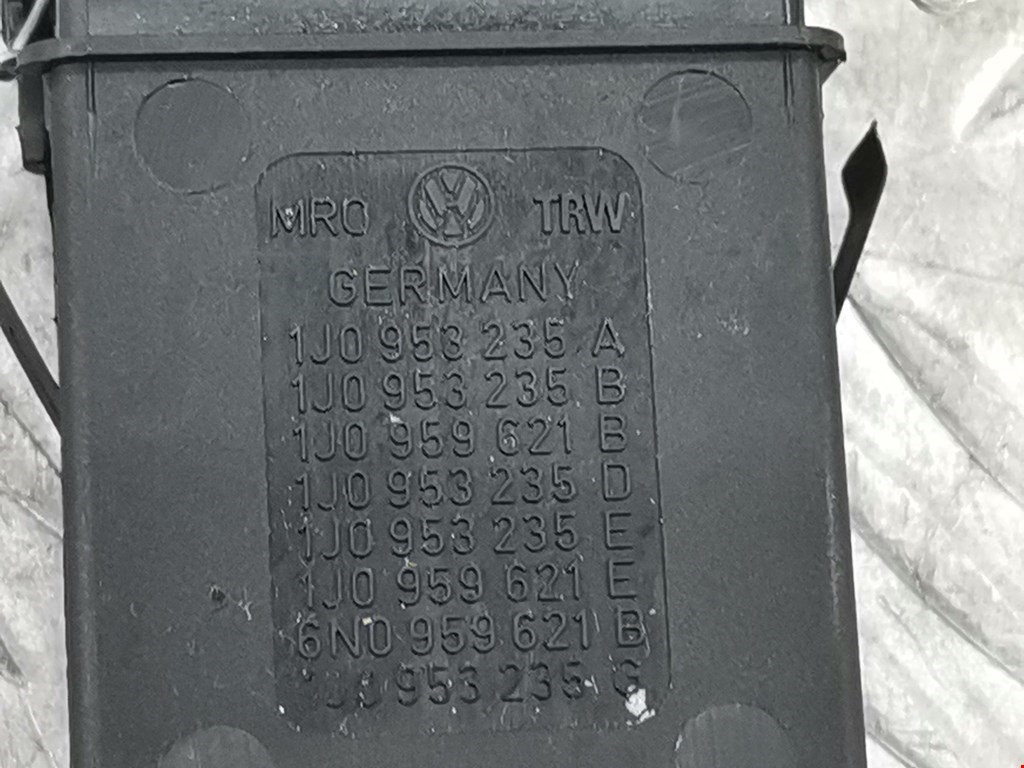 MRO VW TRW
GERMANY
1J0 953 235 A
1J0 953 235 B
1J0 959 621 B
1J0 953 235 D
1J0 953 235 E
1J0 959 621 E
6N0 959 621 B
1J0 953 235 G